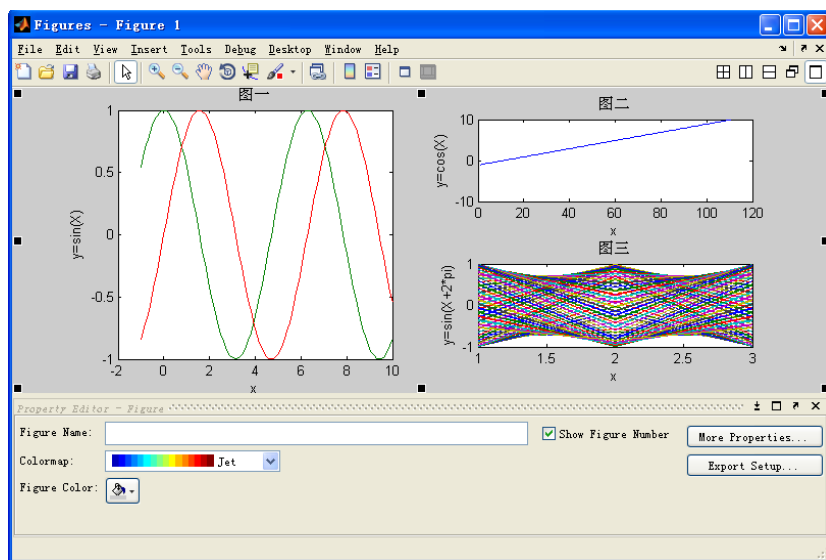 Figures - Figure 1
File Edit View Insert Tools Debug Desktop Window Help
图一
1
0.5
0
-0.5
-1
y=sin(X)
-2 0 2 4 6 8 10
x
图二
10
0
-10
y=cos(X)
0 20 40 60 80 100 120
x
图三
1
0
-1
y=sin(X+2*pi)
1 1.5 2 2.5 3
x
Property Editor - Figure
Figure Name:
Show Figure Number
More Properties...
Colormap:
Jet
Export Setup...
Figure Color: